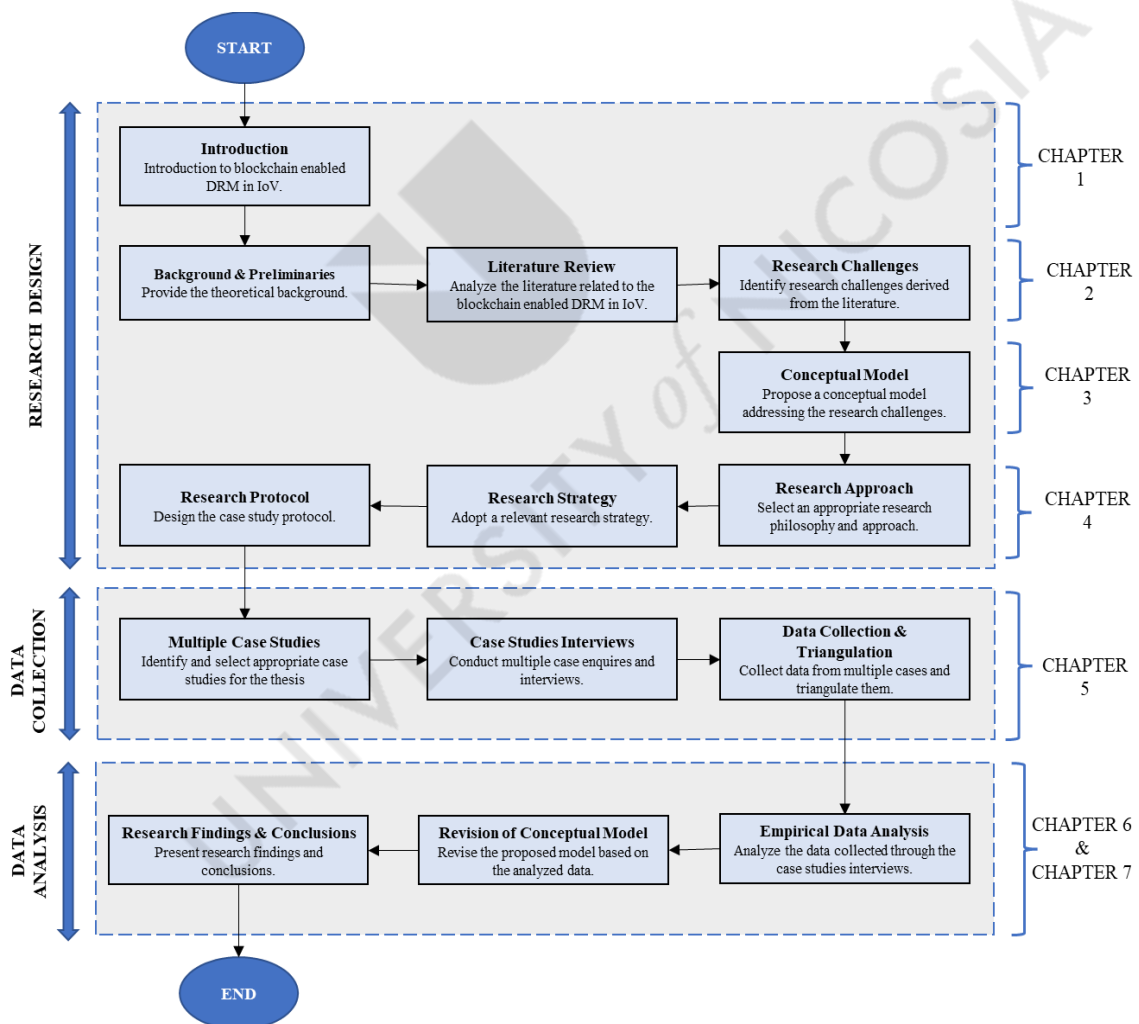 START
RESEARCH DESIGN
Introduction
Introduction to blockchain enabled
DRM in IoV.
CHAPTER
1
Background & Preliminaries
Provide the theoretical background.
Literature Review
Analyze the literature related to the
blockchain enabled DRM in IoV.
Research Challenges
Identify research challenges derived
from the literature.
CHAPTER
2
Conceptual Model
Propose a conceptual model
addressing the research challenges.
CHAPTER
3
Research Protocol
Design the case study protocol.
Research Strategy
Adopt a relevant research strategy.
Research Approach
Select an appropriate research
philosophy and approach.
CHAPTER
4
DATA
COLLECTION
Multiple Case Studies
Identify and select appropriate case
studies for the thesis
Case Studies Interviews
Conduct multiple case enquires and
interviews.
Data Collection &
Triangulation
Collect data from multiple cases and
triangulate them.
CHAPTER
5
DATA
ANALYSIS
Research Findings & Conclusions
Present research findings and
conclusions.
Revision of Conceptual Model
Revise the proposed model based on
the analyzed data.
Empirical Data Analysis
Analyze the data collected through the
case studies interviews.
CHAPTER 6
&
CHAPTER 7
END
UNIVERSITY of NICOSIA